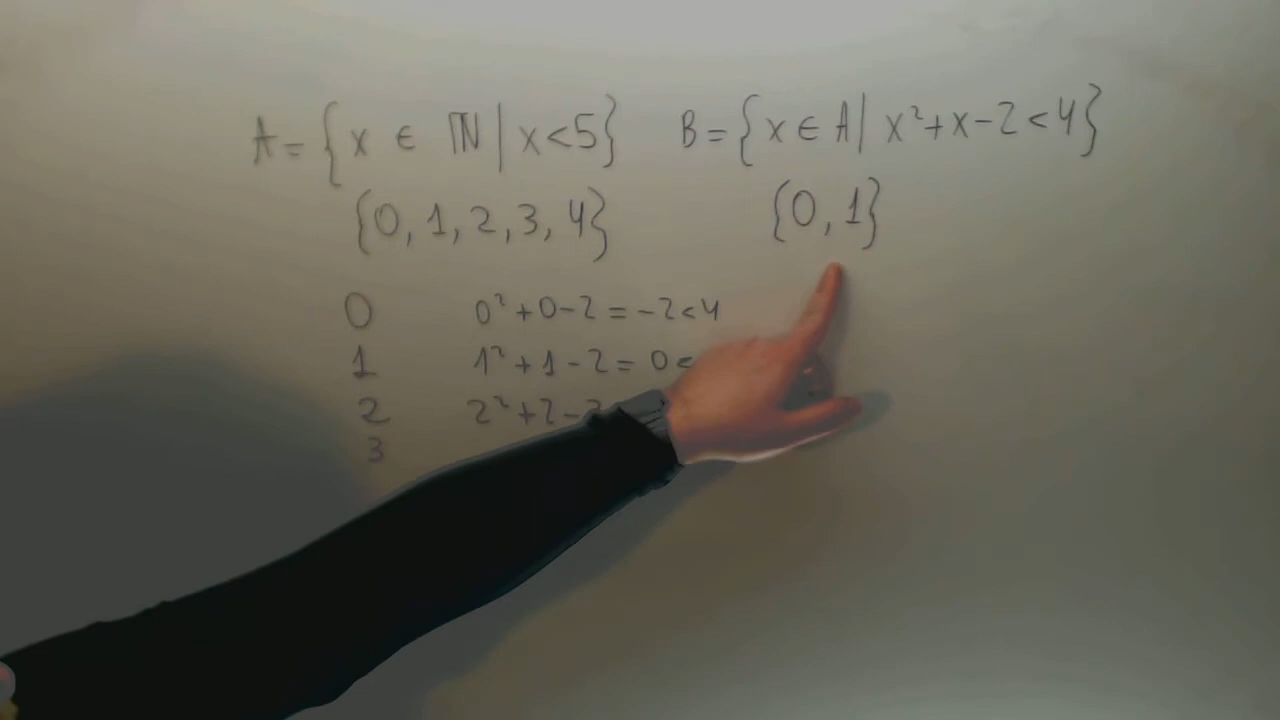 A = {x ∈ ℕ | x < 5} B = {x ∈ A | x² + x - 2 < 4}
{0, 1, 2, 3, 4} {0, 1}
0 0² + 0 - 2 = -2 < 4
1 1² + 1 - 2 = 0 <
2 2² + 2 -
3